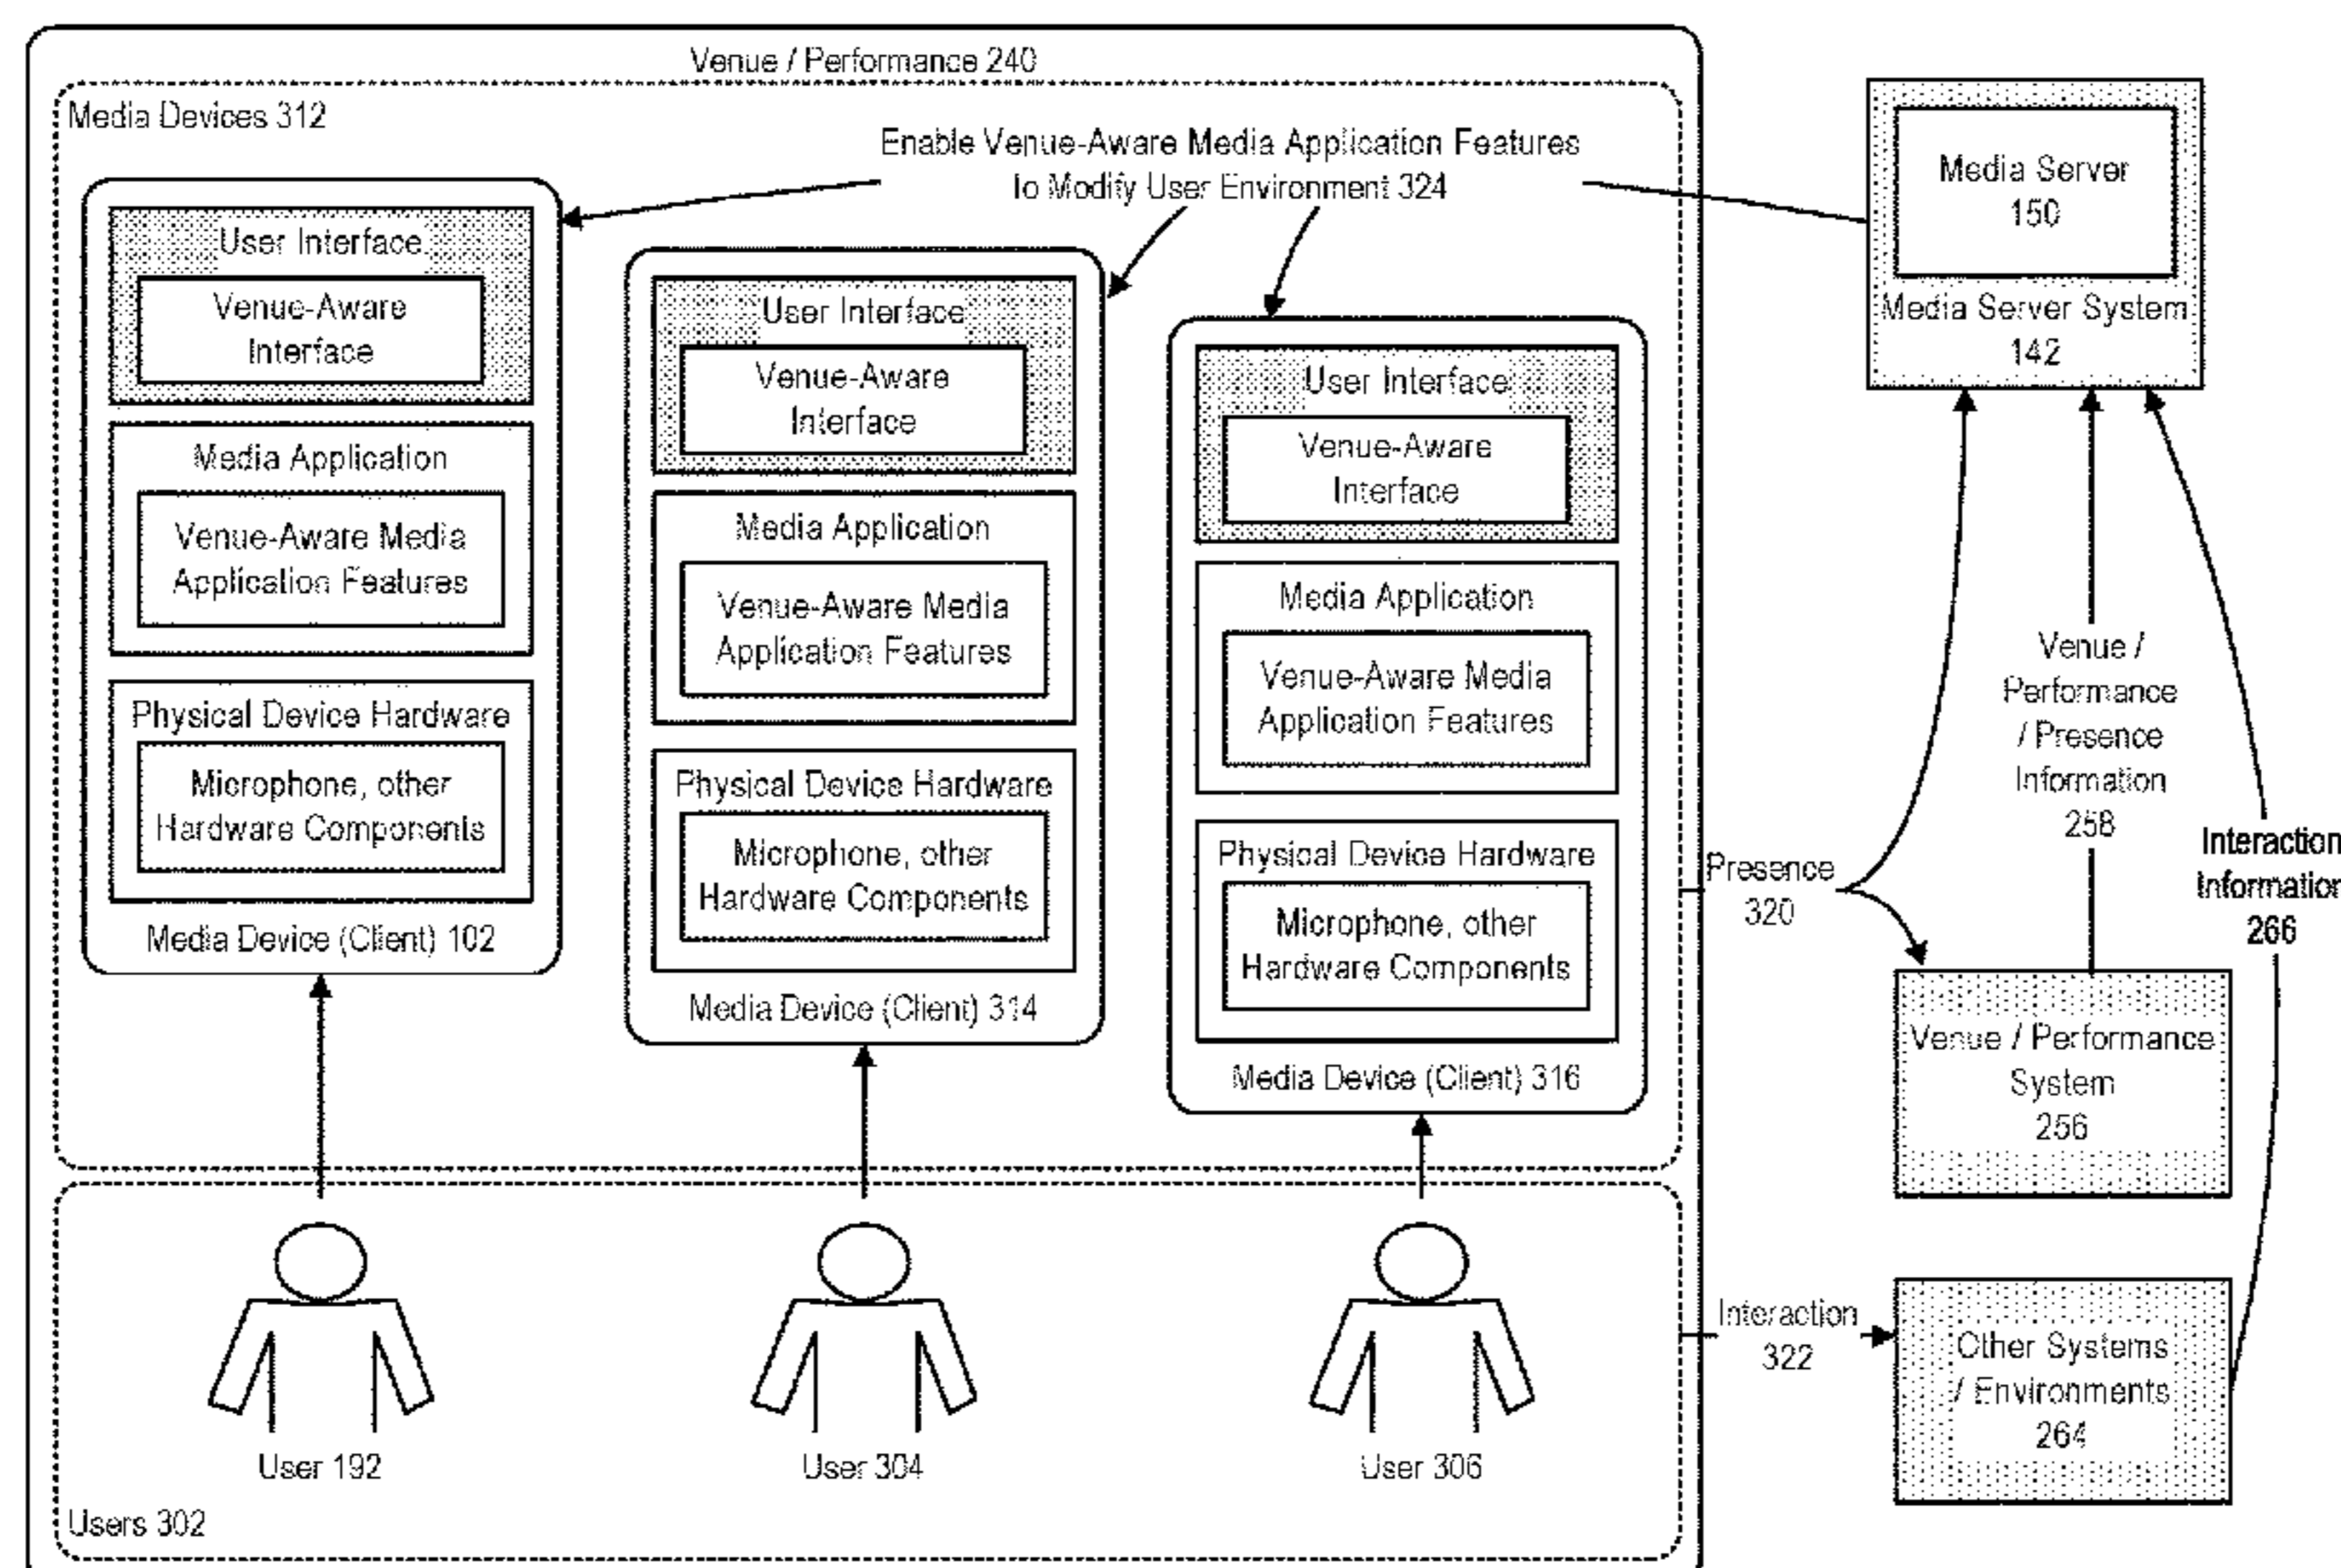 Venue / Performance 240
Media Devices 312
Enable Venue-Aware Media Application Features
To Modify User Environment 324
User Interface
Venue-Aware
Interface
Media Application
Venue-Aware Media
Application Features
Physical Device Hardware
Microphone, other
Hardware Components
Media Device (Client) 102
User Interface
Venue-Aware
Interface
Media Application
Venue-Aware Media
Application Features
Physical Device Hardware
Microphone, other
Hardware Components
Media Device (Client) 314
User Interface
Venue-Aware
Interface
Media Application
Venue-Aware Media
Application Features
Physical Device Hardware
Microphone, other
Hardware Components
Media Device (Client) 316
Media Server
150
Media Server System
142
Venue /
Performance
/ Presence
Information
258
Interaction
Information
266
Presence
320
Venue / Performance
System
256
Interaction
322
Other Systems
/ Environments
264
User 192
User 304
User 306
Users 302